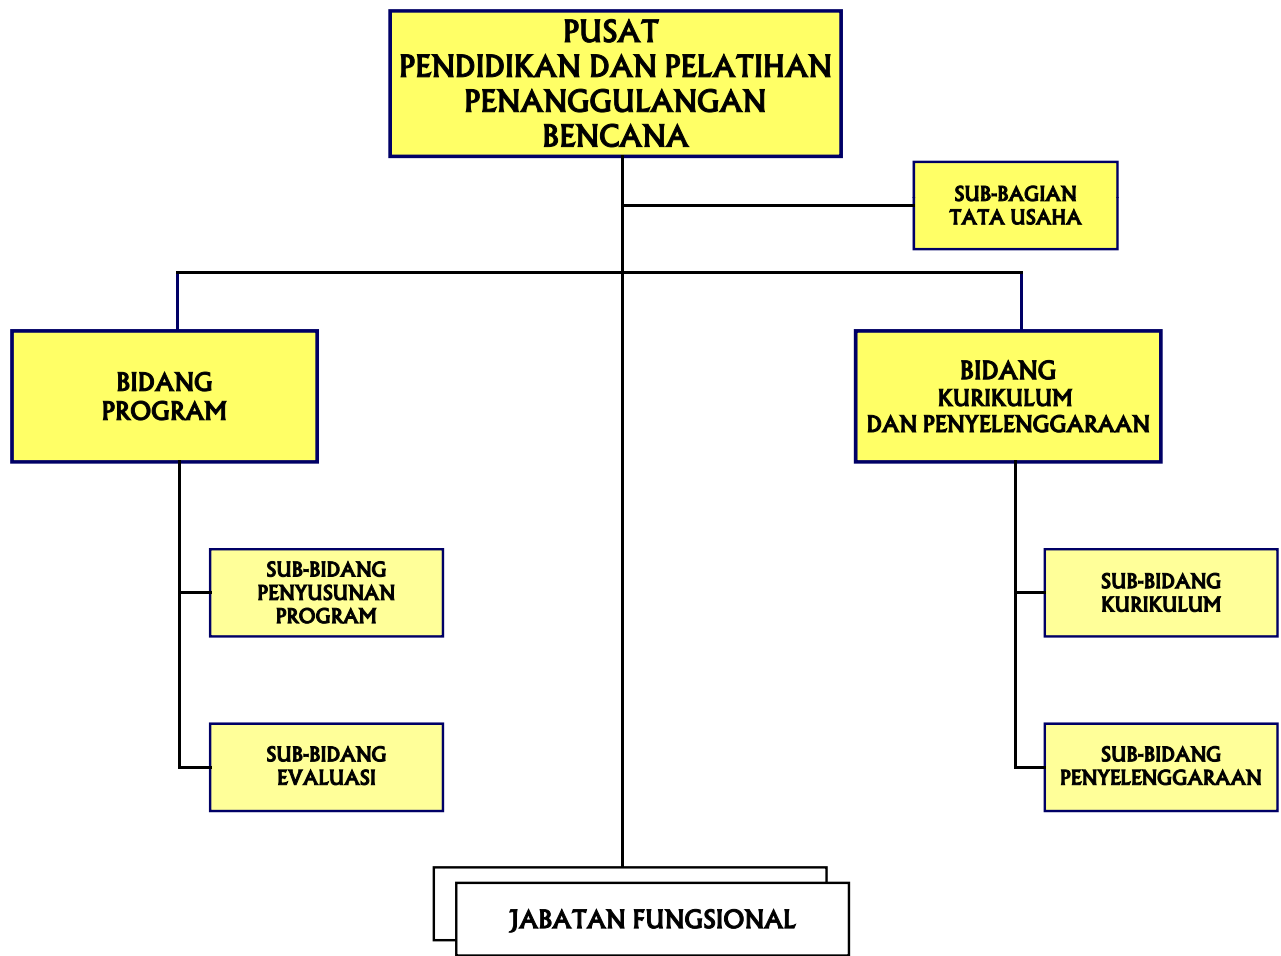 PUSAT
PENDIDIKAN DAN PELATIHAN
PENANGGULANGAN
BENCANA
SUB-BAGIAN
TATA USAHA
BIDANG
PROGRAM
BIDANG
KURIKULUM
DAN PENYELENGGARAAN
SUB-BIDANG
PENYUSUNAN
PROGRAM
SUB-BIDANG
KURIKULUM
SUB-BIDANG
EVALUASI
SUB-BIDANG
PENYELENGGARAAN
JABATAN FUNGSIONAL